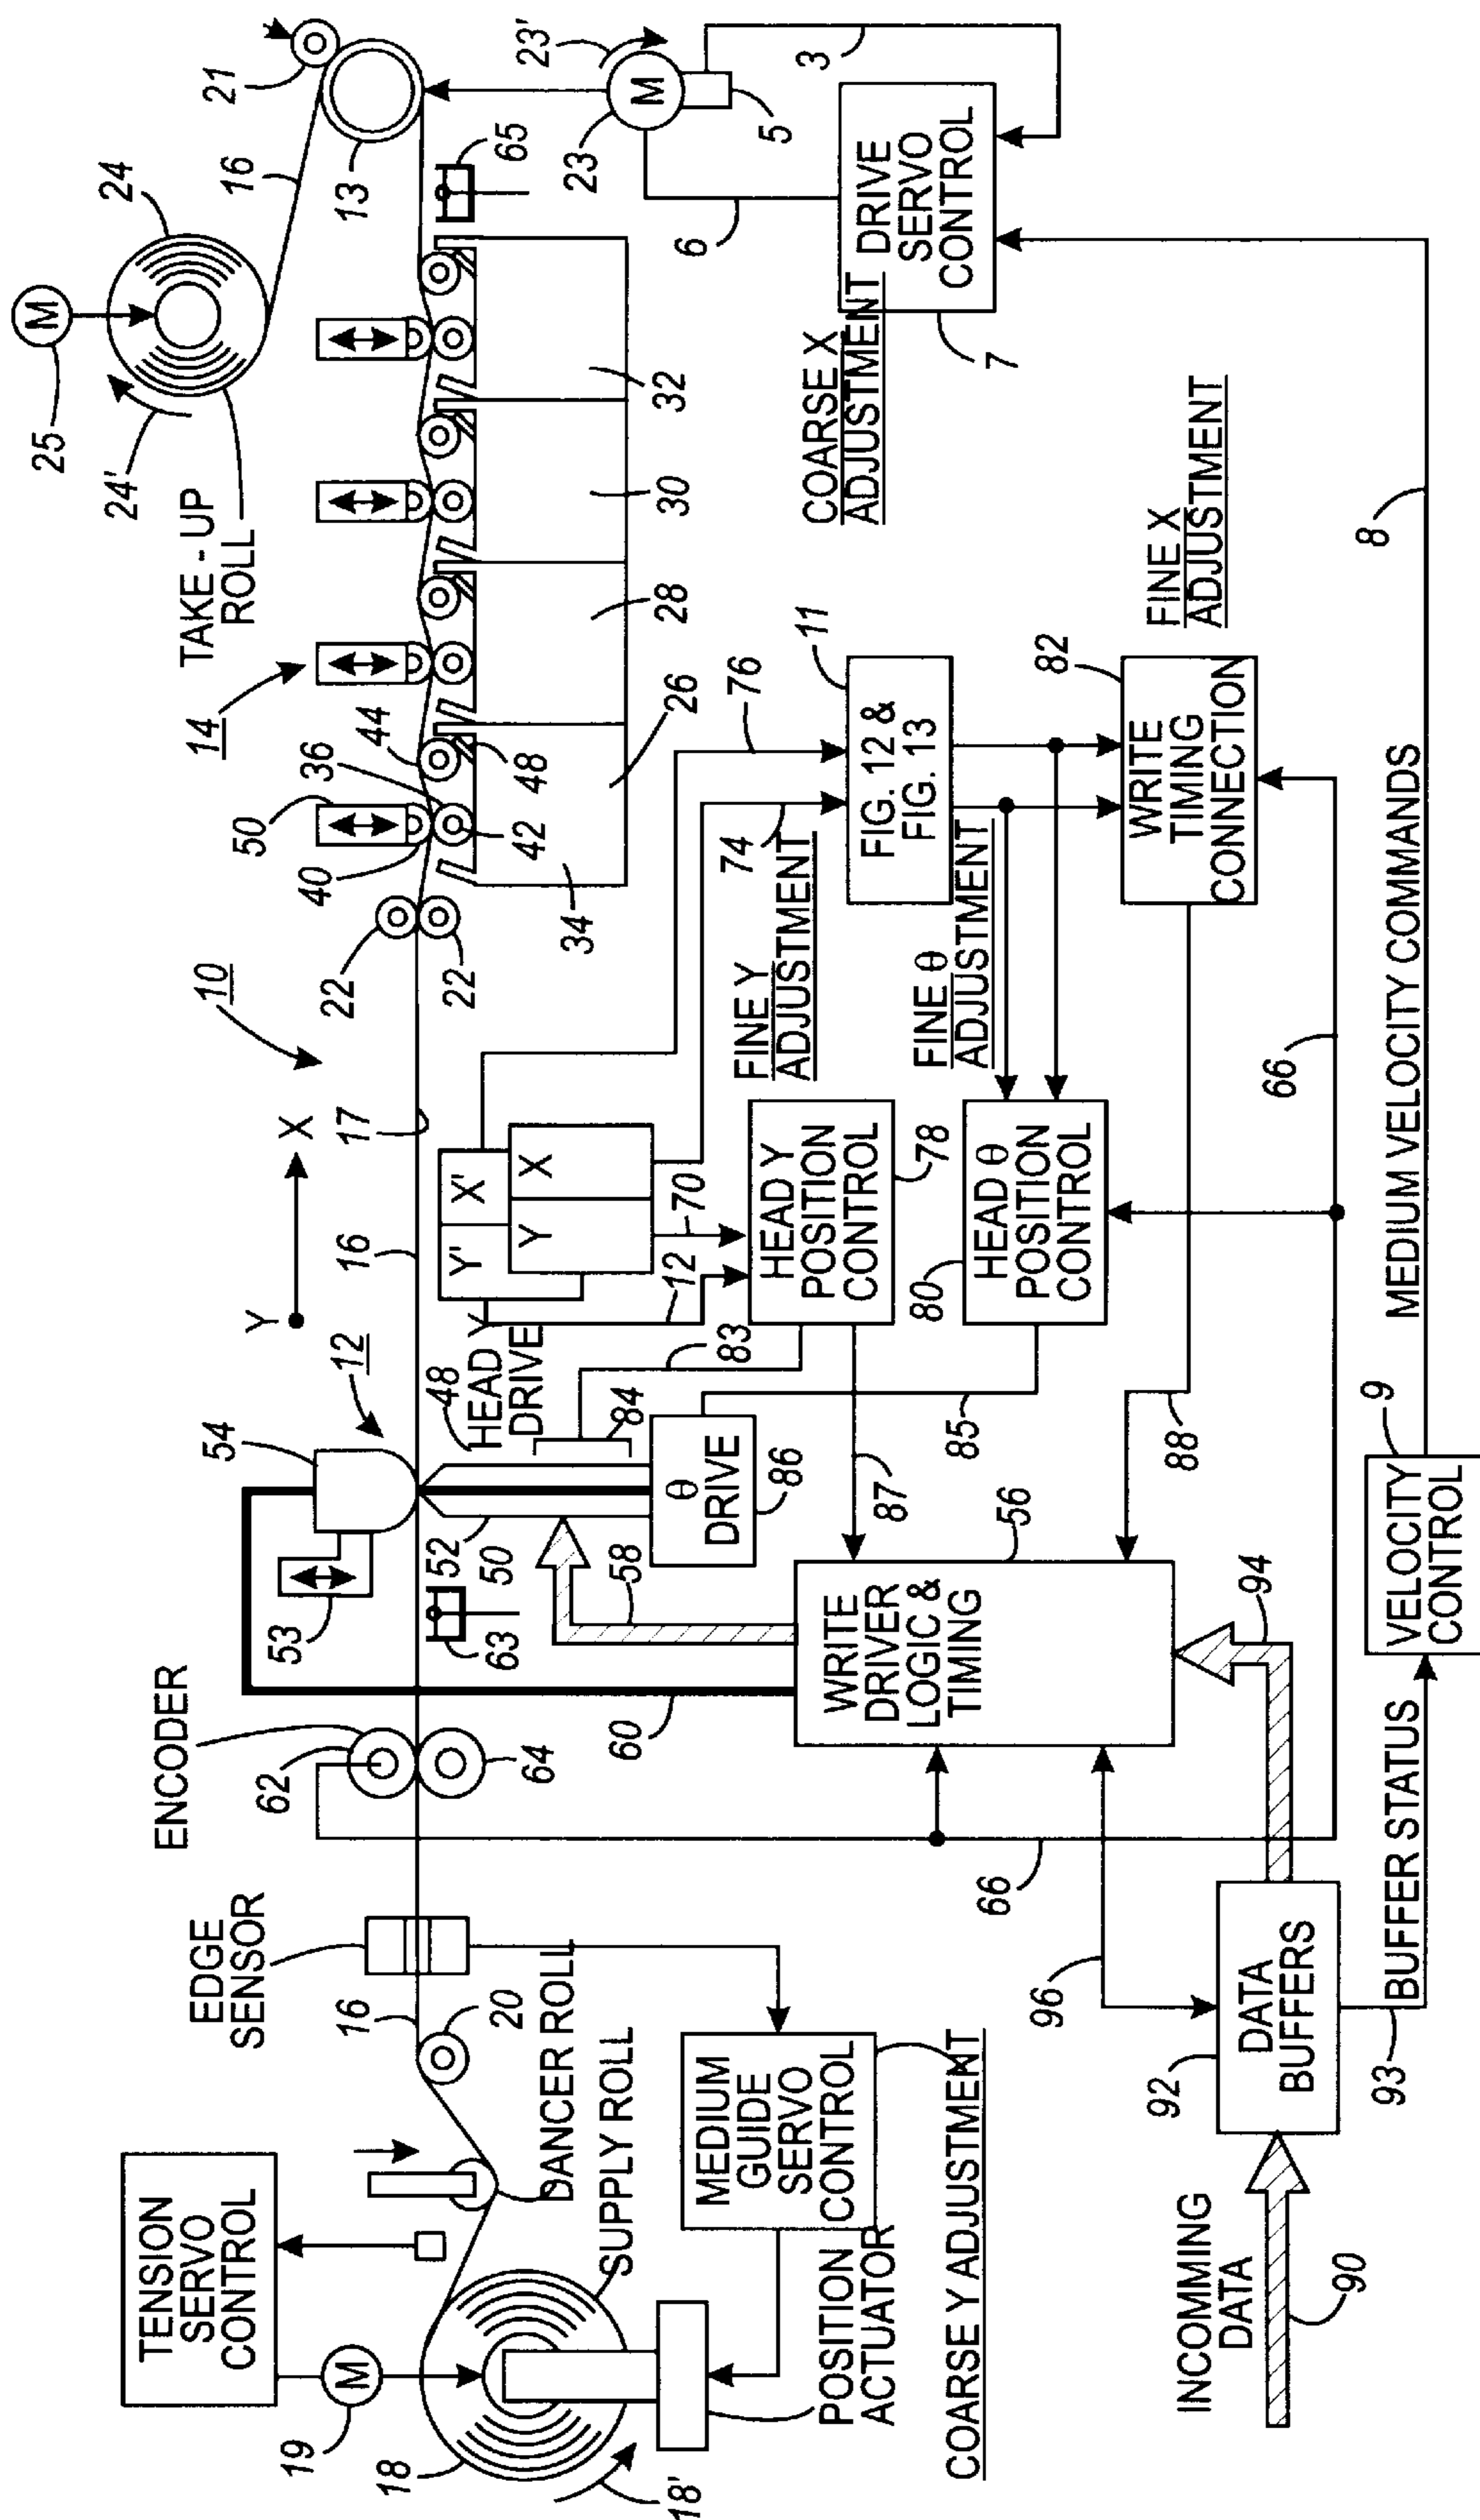 TENSION
SERVO
CONTROL
19
M
18
18'
DANCER ROLL
SUPPLY ROLL
POSITION
ACTUATOR
COARSE Y ADJUSTMENT
MEDIUM
GUIDE
SERVO
CONTROL
EDGE
SENSOR
16
20
ENCODER
62
64
60
66
INCOMMING
DATA
90
DATA
BUFFERS
92
93
BUFFER STATUS
94
96
VELOCITY
CONTROL
9
MEDIUM VELOCITY COMMANDS
8
WRITE
DRIVER
LOGIC &
TIMING
56
58
53
54
63
52
50
12
48
HEAD Y
DRIVE
84
θ
DRIVE
86
83
85
87
88
Y
X
16
17
10
Y'
X'
Y
X
12
70
HEAD Y
POSITION
CONTROL
78
FINE Y
ADJUSTMENT
HEAD θ
POSITION
CONTROL
80
FINE θ
ADJUSTMENT
66
74
76
FIG. 12 &
FIG. 13
11
WRITE
TIMING
CONNECTION
82
FINE X
ADJUSTMENT
22
22
14
50
40
36
44
42
48
34
26
28
30
32
TAKE-UP
ROLL
24'
24
25
M
16
21
13
65
23
23'
M
5
6
3
DRIVE
SERVO
CONTROL
7
COARSE X
ADJUSTMENT